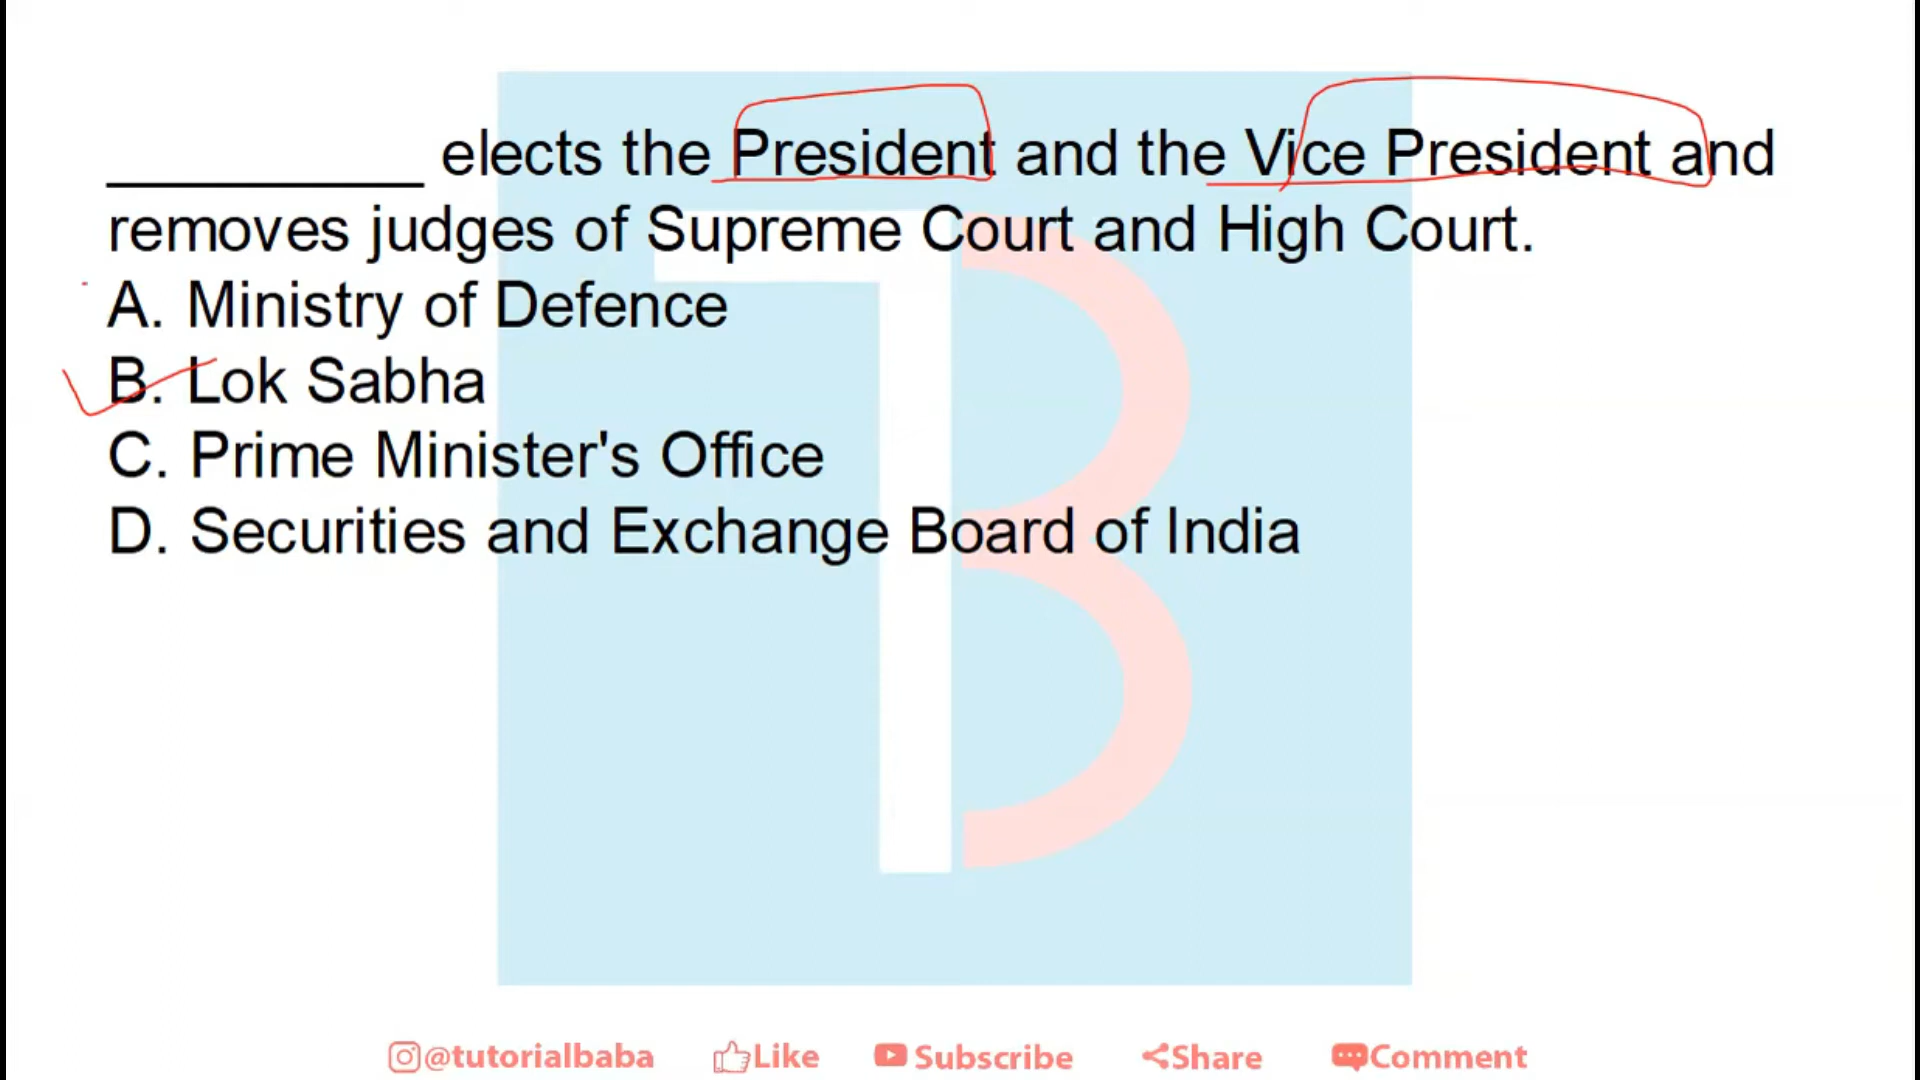 _________ elects the President and the Vice President and
removes judges of Supreme Court and High Court.
A. Ministry of Defence
B. Lok Sabha
C. Prime Minister's Office
D. Securities and Exchange Board of India
@tutorialbaba Like Subscribe Share Comment